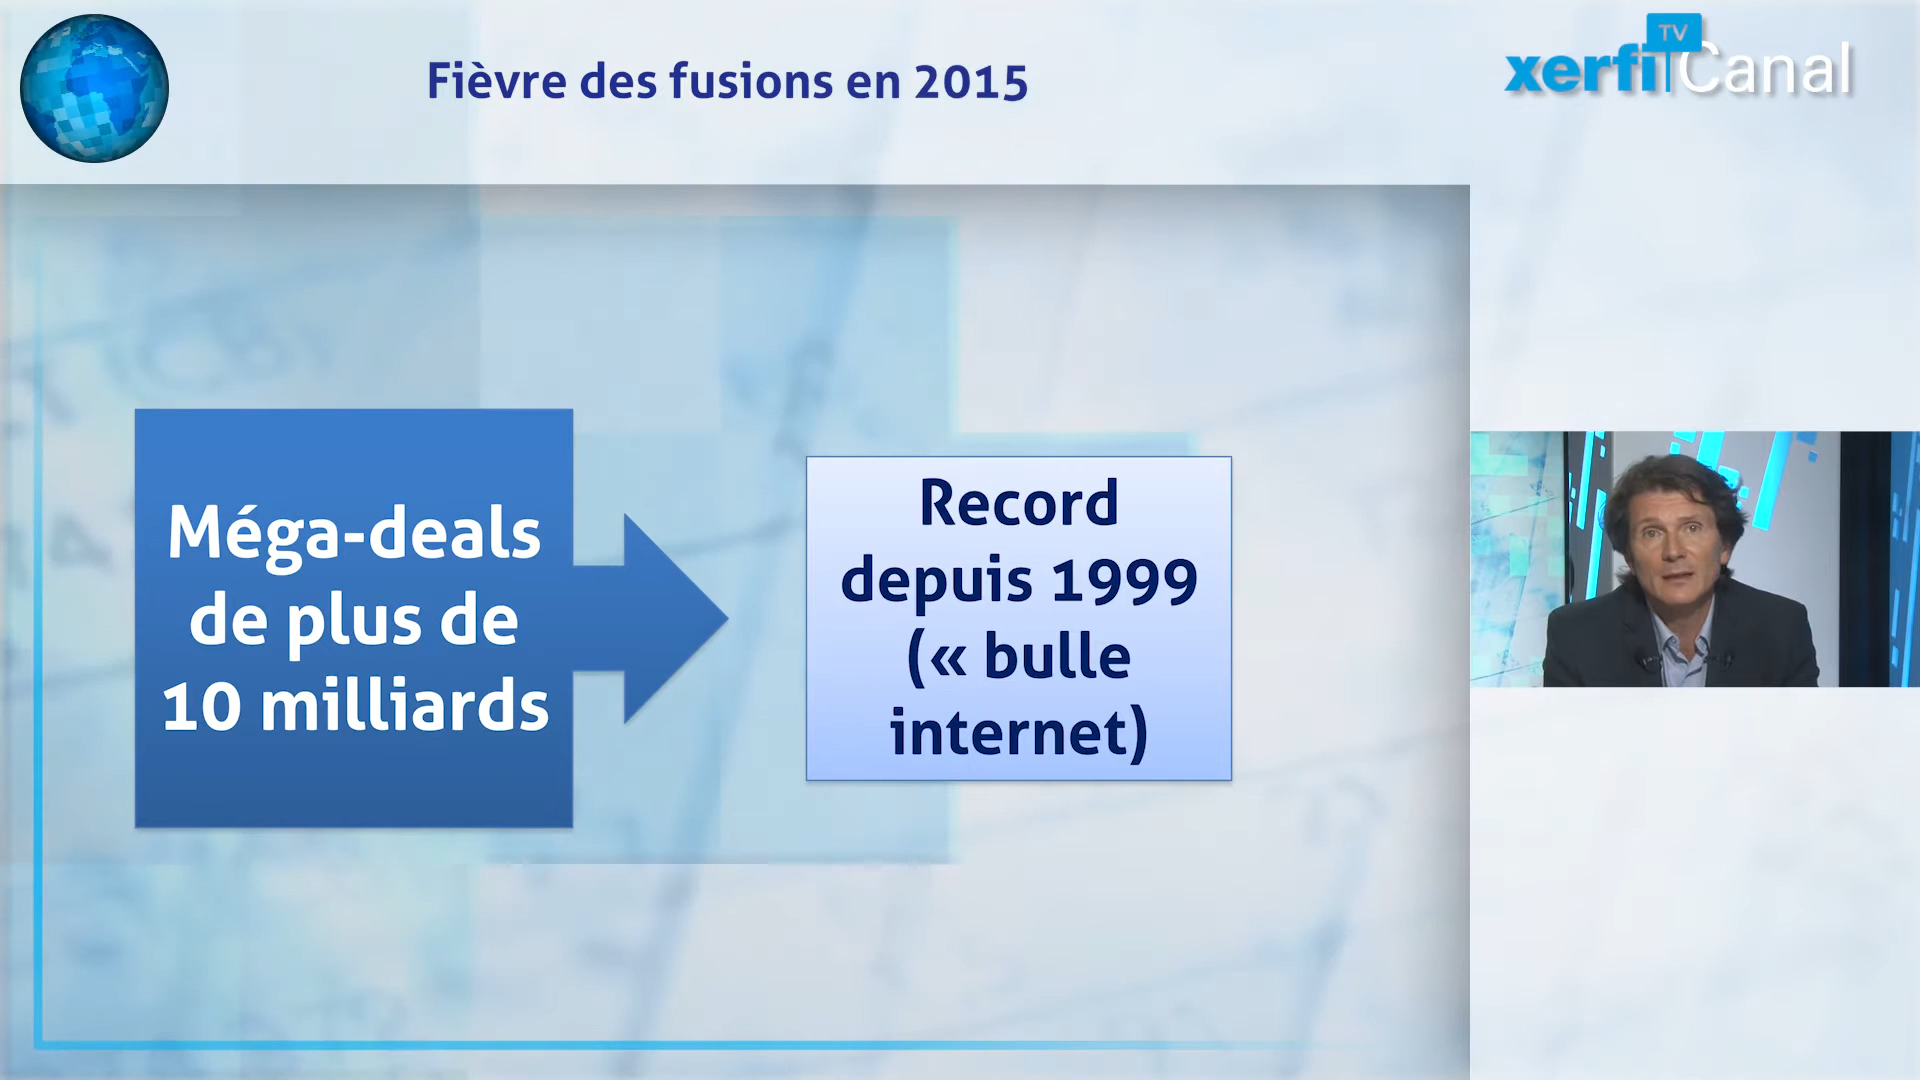 Fièvre des fusions en 2015
xerfi TV Canal
Méga-deals
de plus de
10 milliards
Record
depuis 1999
(« bulle
internet)